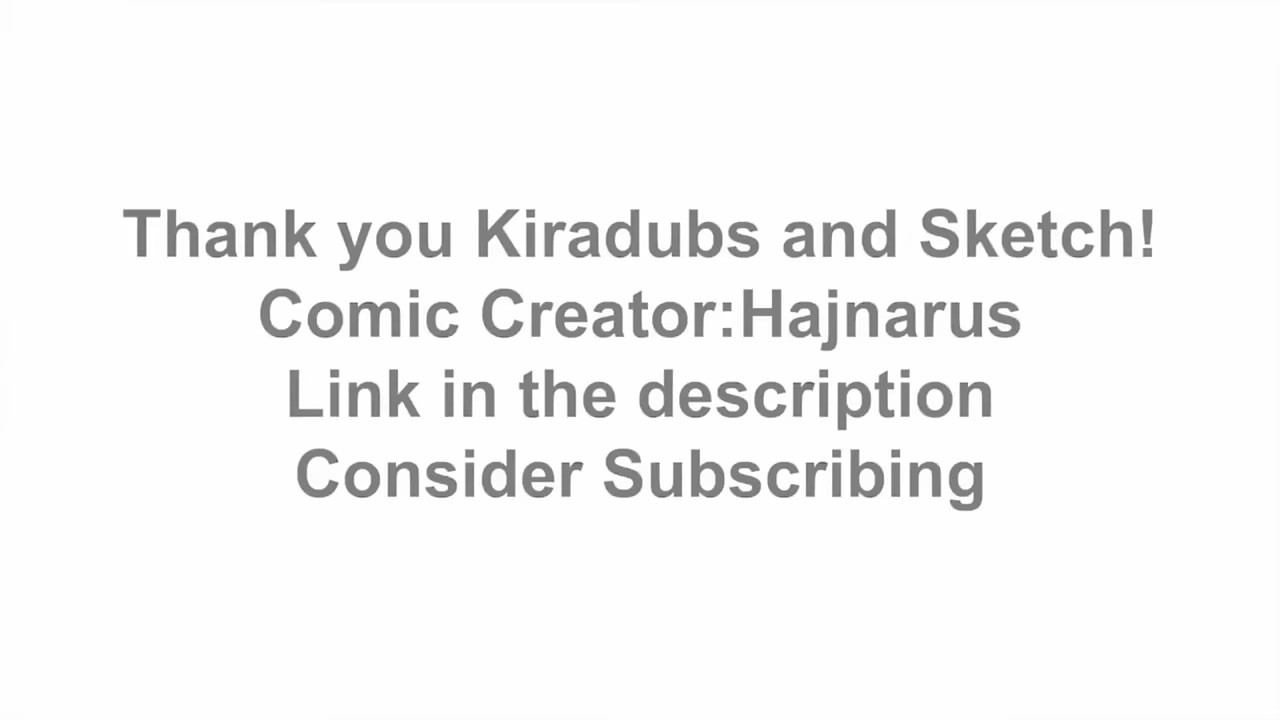 Thank you Kiradubs and Sketch!
Comic Creator:Hajnarus
Link in the description
Consider Subscribing